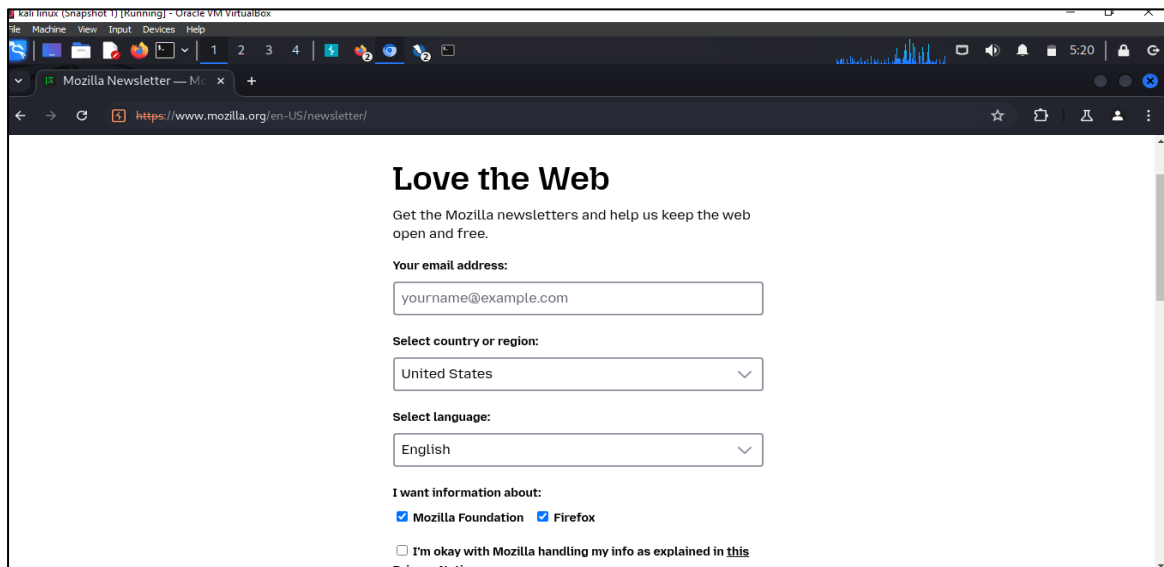 kali linux (Snapshot 1) [Running] - Oracle VM VirtualBox
File Machine View Input Devices Help
1 2 3 4 5:20
Mozilla Newsletter — Mo
https://www.mozilla.org/en-US/newsletter/
Love the Web
Get the Mozilla newsletters and help us keep the web
open and free.
Your email address:
yourname@example.com
Select country or region:
United States
Select language:
English
I want information about:
Mozilla Foundation Firefox
I'm okay with Mozilla handling my info as explained in this